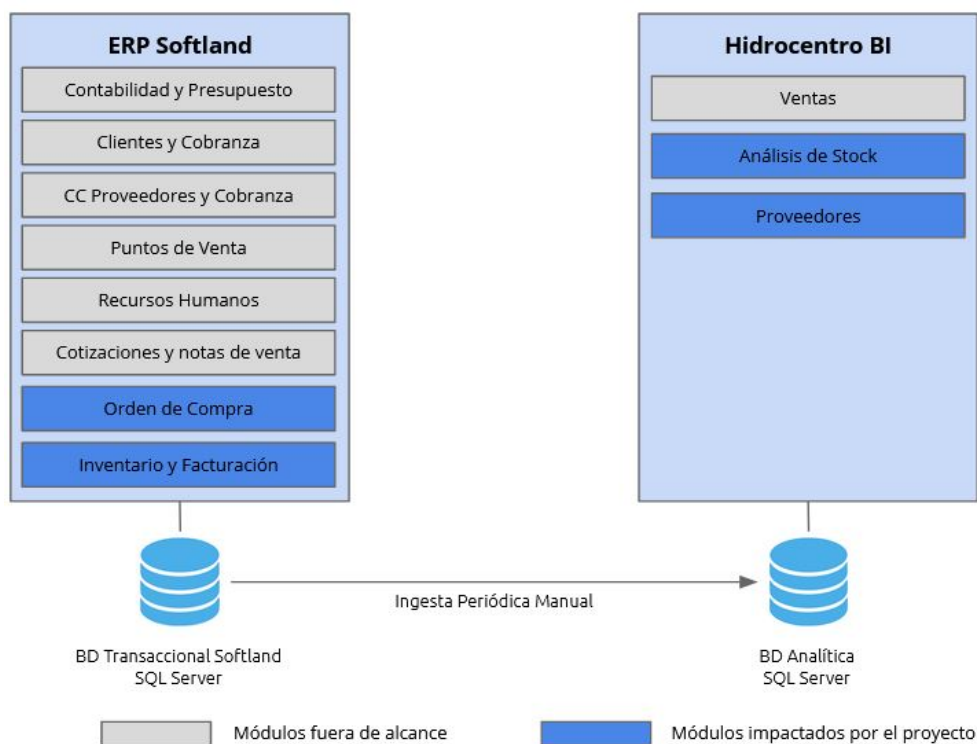 ERP Softland
Contabilidad y Presupuesto
Clientes y Cobranza
CC Proveedores y Cobranza
Puntos de Venta
Recursos Humanos
Cotizaciones y notas de venta
Orden de Compra
Inventario y Facturación
Hidrocentro BI
Ventas
Análisis de Stock
Proveedores
Ingesta Periódica Manual
BD Transaccional Softland
SQL Server
BD Analítica
SQL Server
Módulos fuera de alcance
Módulos impactados por el proyecto